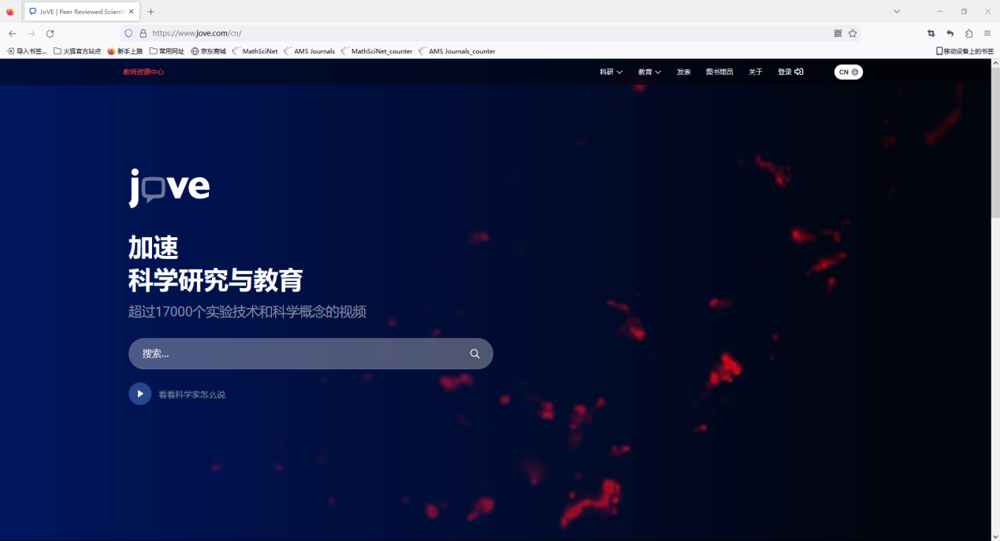 JoVE | Peer Reviewed Scientif
https://www.jove.com/cn/
导入书签... 火狐官方站点 新手上路 常用网址 京东商城 MathSciNet AMS Journals MathSciNet_counter AMS Journals_counter 移动设备上的书签
教师资源中心 科研 教育 发表 图书馆员 关于 登录 CN
jove
加速
科学研究与教育
超过17000个实验技术和科学概念的视频
搜索...
看看科学家怎么说